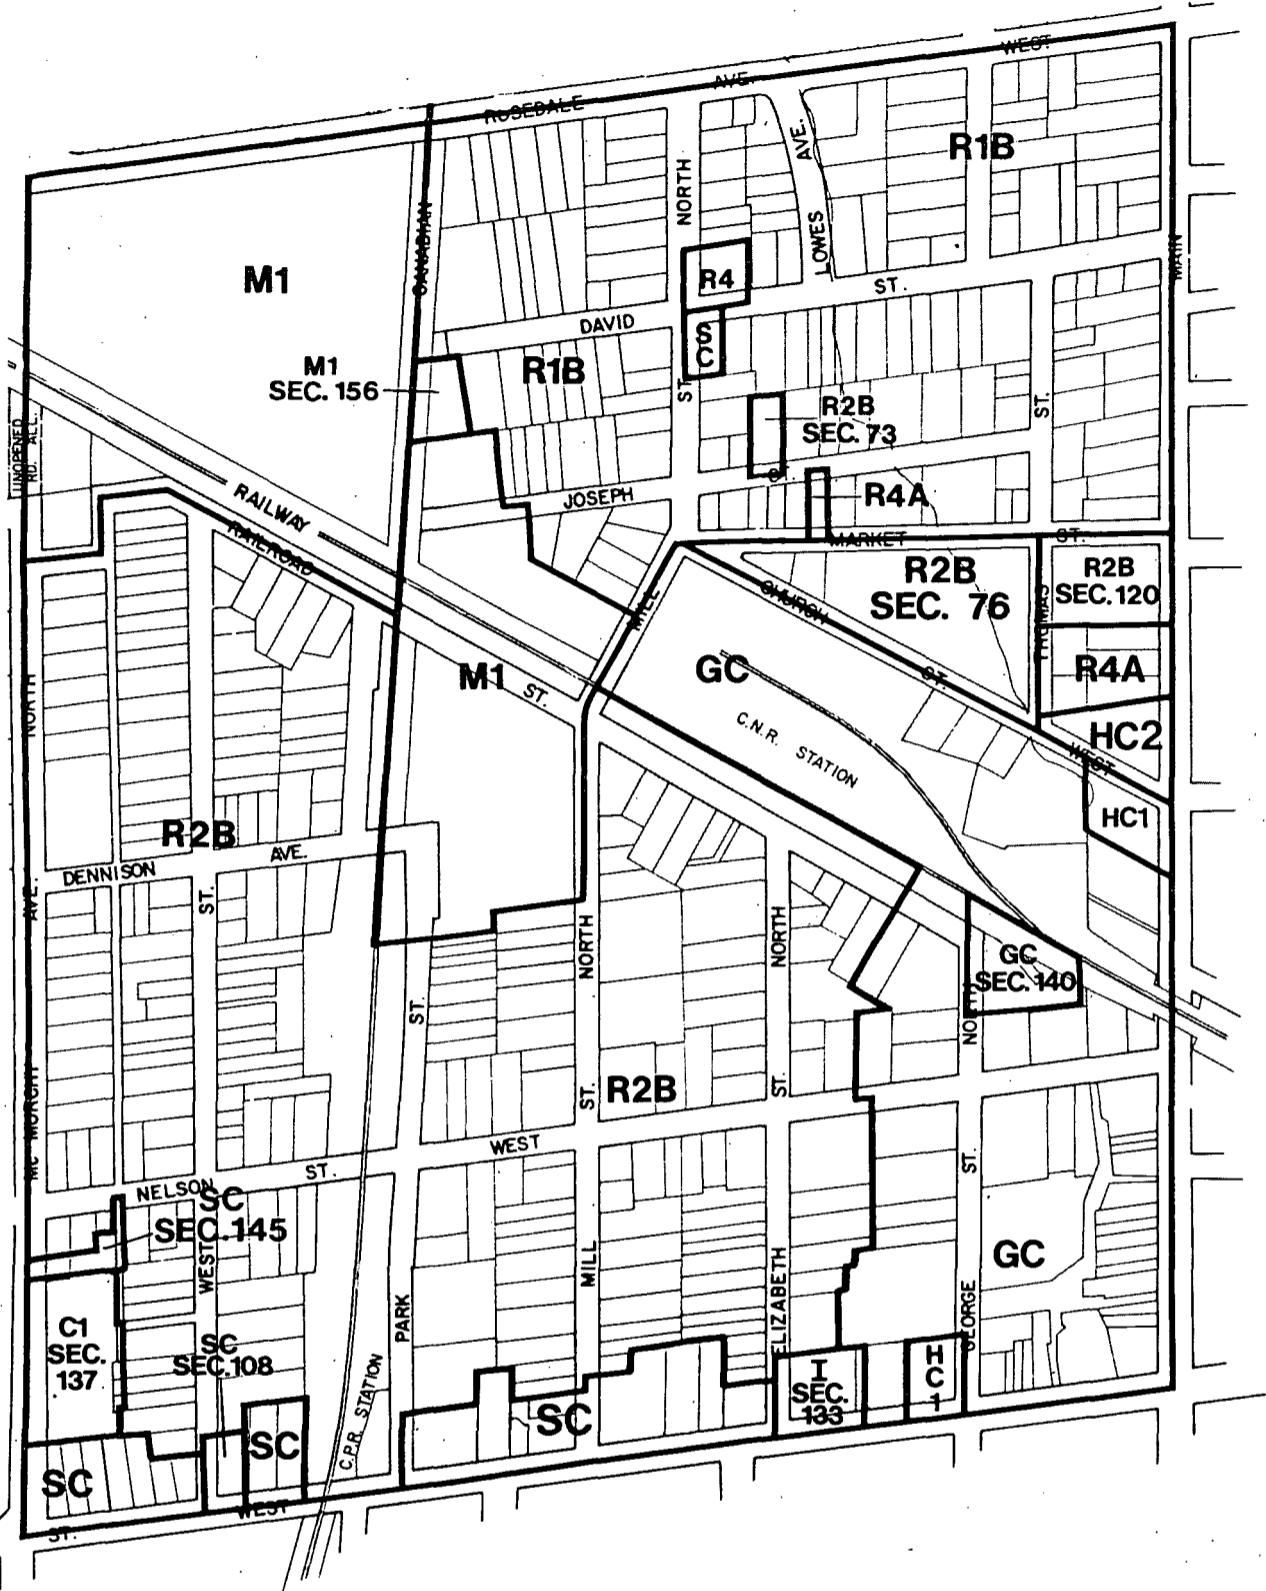 WEST
AVE.
ROSEDALE
AVE.
R1B
NORTH
CANADIAN
LOWES
MAIN
M1
R4
ST.
DAVID
SC
M1
SEC. 156
R1B
ST.
ST.
R2B
SEC. 73
UNOPENED
RD. ALL.
RAILWAY
JOSEPH
R4A
RAILROAD
MARKET
ST.
R2B
SEC. 76
R2B
SEC. 120
CHURCH
MILL
THOMAS
GC
R4A
M1
ST.
ST.
NORTH
C.N.R. STATION
HC2
WEST
HC1
R2B
AVE.
DENNISON
AVE.
ST.
NORTH
NORTH
GC
SEC. 140
NORTH
ST.
MC MURCHY
ST.
R2B
ST.
WEST
ST.
ST.
NELSON
SC
SEC. 145
WEST
MILL
ELIZABETH
GC
GEORGE
PARK
C1
SEC.
137
SC
SEC. 108
I
SEC.
133
HC1
C.P.R. STATION
SC
SC
SC
WEST
ST.